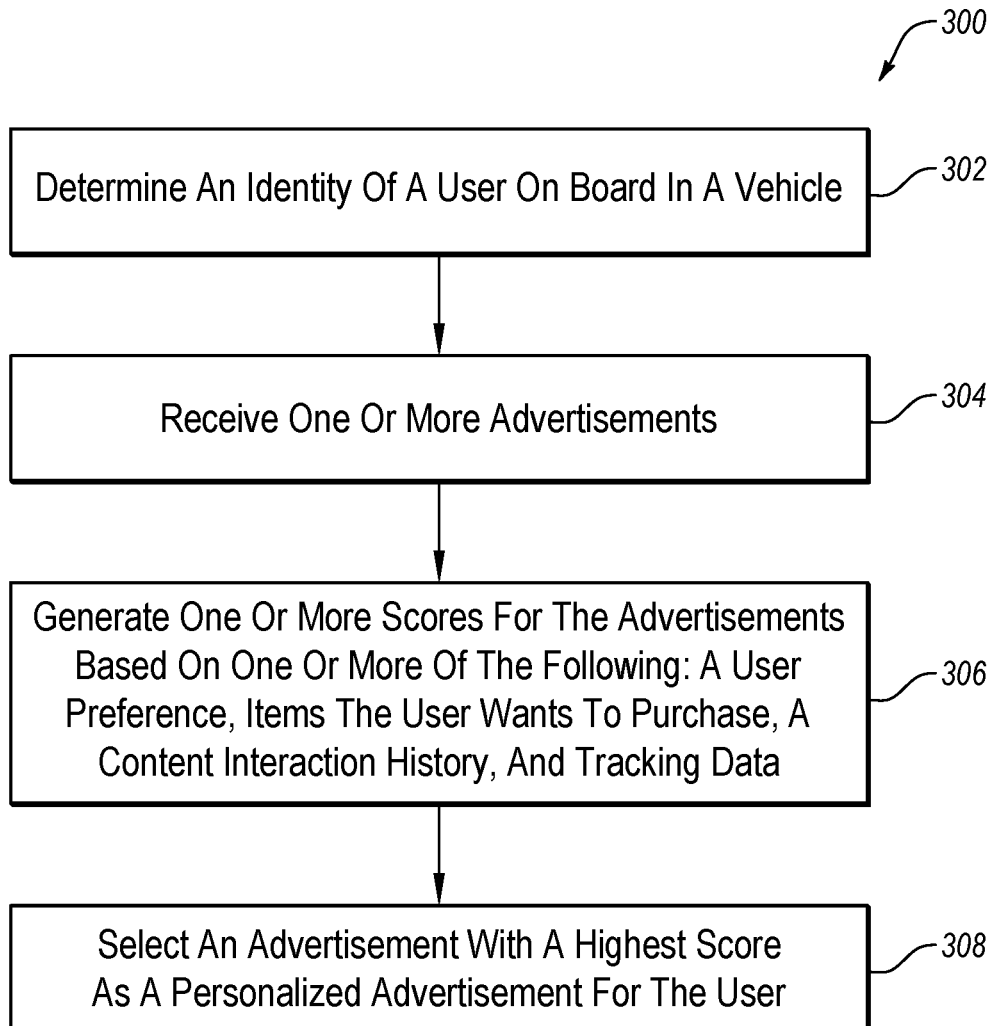 300
Determine An Identity Of A User On Board In A Vehicle
302
Receive One Or More Advertisements
304
Generate One Or More Scores For The Advertisements
Based On One Or More Of The Following: A User
Preference, Items The User Wants To Purchase, A
Content Interaction History, And Tracking Data
306
Select An Advertisement With A Highest Score
As A Personalized Advertisement For The User
308